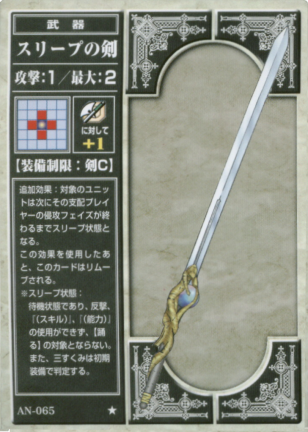 武器
スリープの剣
攻撃:1/最大:2
に対して
+1
【装備制限:剣C】
追加効果:対象のユニッ
トは次にその支配プレイ
ヤーの侵攻フェイズが終
わるまでスリープ状態と
なる。
この効果を使用したあ
と、このカードはリムー
ブされる。
※スリープ状態:
待機状態であり、反撃、
『(スキル)』、『(能力)』
の使用ができず、【踊
る】の対象とならない。
また、三すくみは初期
装備で判定する。
AN-065
★